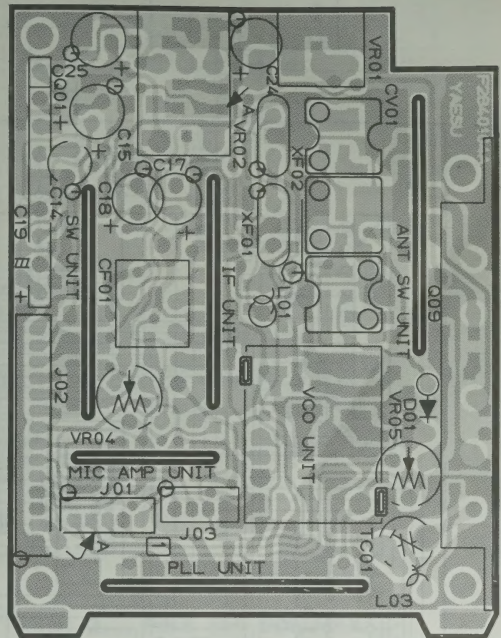 C25
Q01
C15
C14
C19
SW UNIT
C18
C17
CF01
IF UNIT
C24
A
VR02
VR01
XF02
XF01
L01
CV01
ANT SW UNIT
Q09
YAESU
J02
VR04
MIC AMP UNIT
J01
J03
A
1
PLL UNIT
VCO UNIT
D01
VR05
TC01
L03